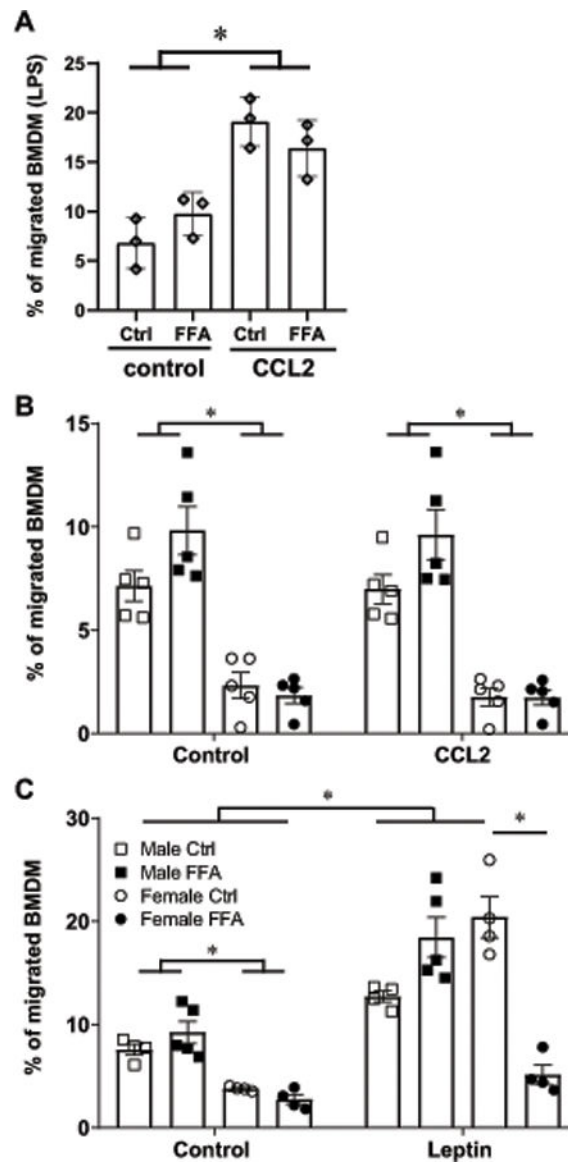 A
*
% of migrated BMDM (LPS)
25
20
15
10
5
0
Ctrl FFA Ctrl FFA
control CCL2
B
% of migrated BMDM
15
10
5
0
* *
Control CCL2
C
% of migrated BMDM
30
20
10
0
* *
Male Ctrl
Male FFA
Female Ctrl
Female FFA
*
Control Leptin